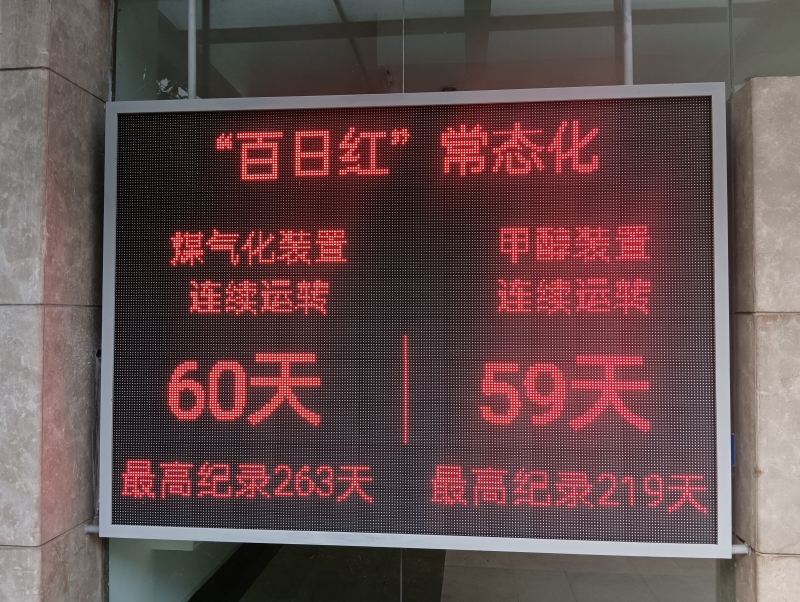 “百日红”常态化
煤气化装置
连续运转
60天
最高纪录263天
甲醇装置
连续运转
59天
最高纪录219天